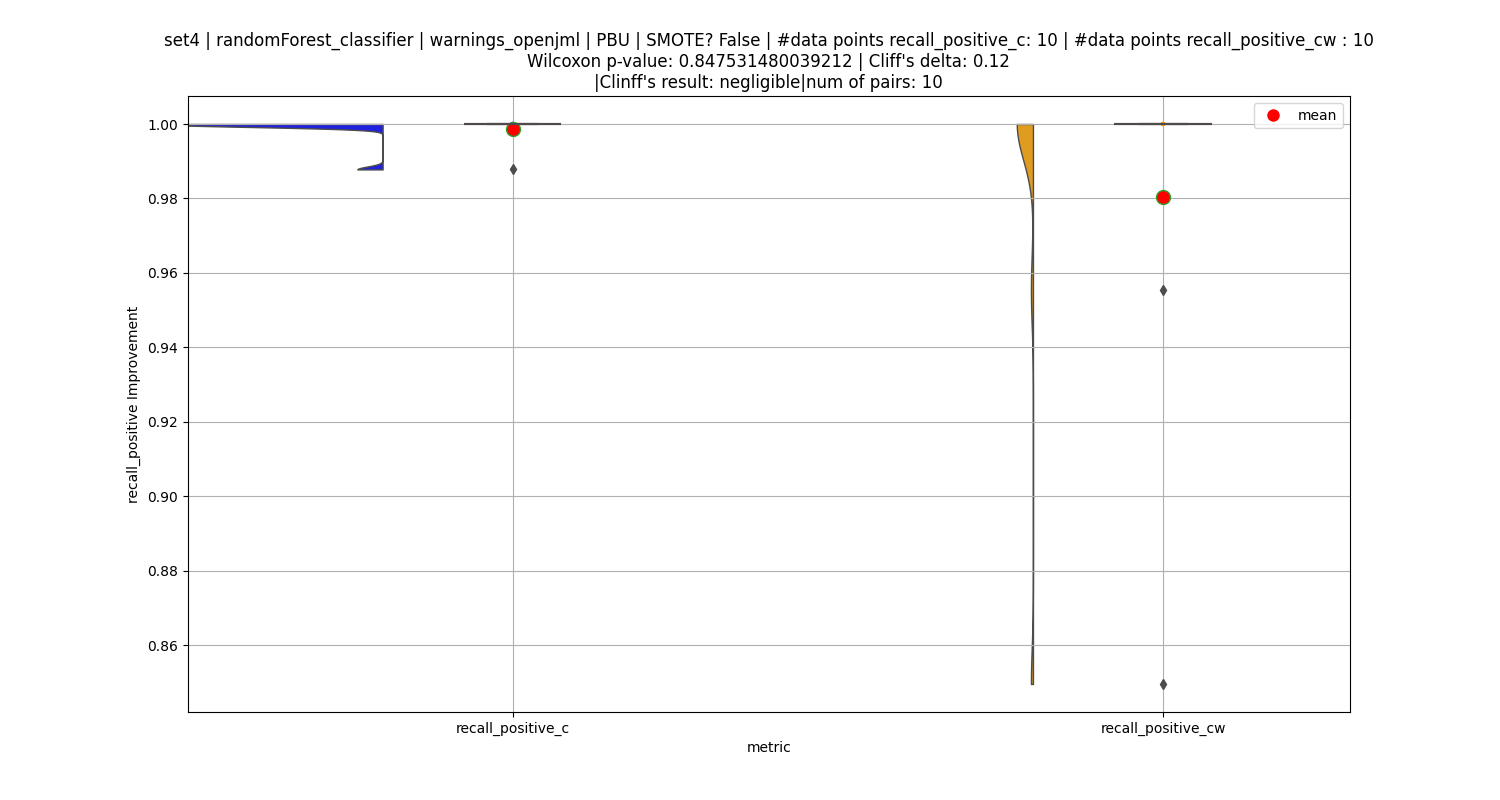 set4 | randomForest_classifier | warnings_openjml | PBU | SMOTE? False | #data points recall_positive_c: 10 | #data points recall_positive_cw : 10
Wilcoxon p-value: 0.847531480039212 | Cliff's delta: 0.12
|Clinff's result: negligible|num of pairs: 10
mean
1.00
0.98
0.96
0.94
0.92
0.90
0.88
0.86
recall_positive Improvement
recall_positive_c
recall_positive_cw
metric